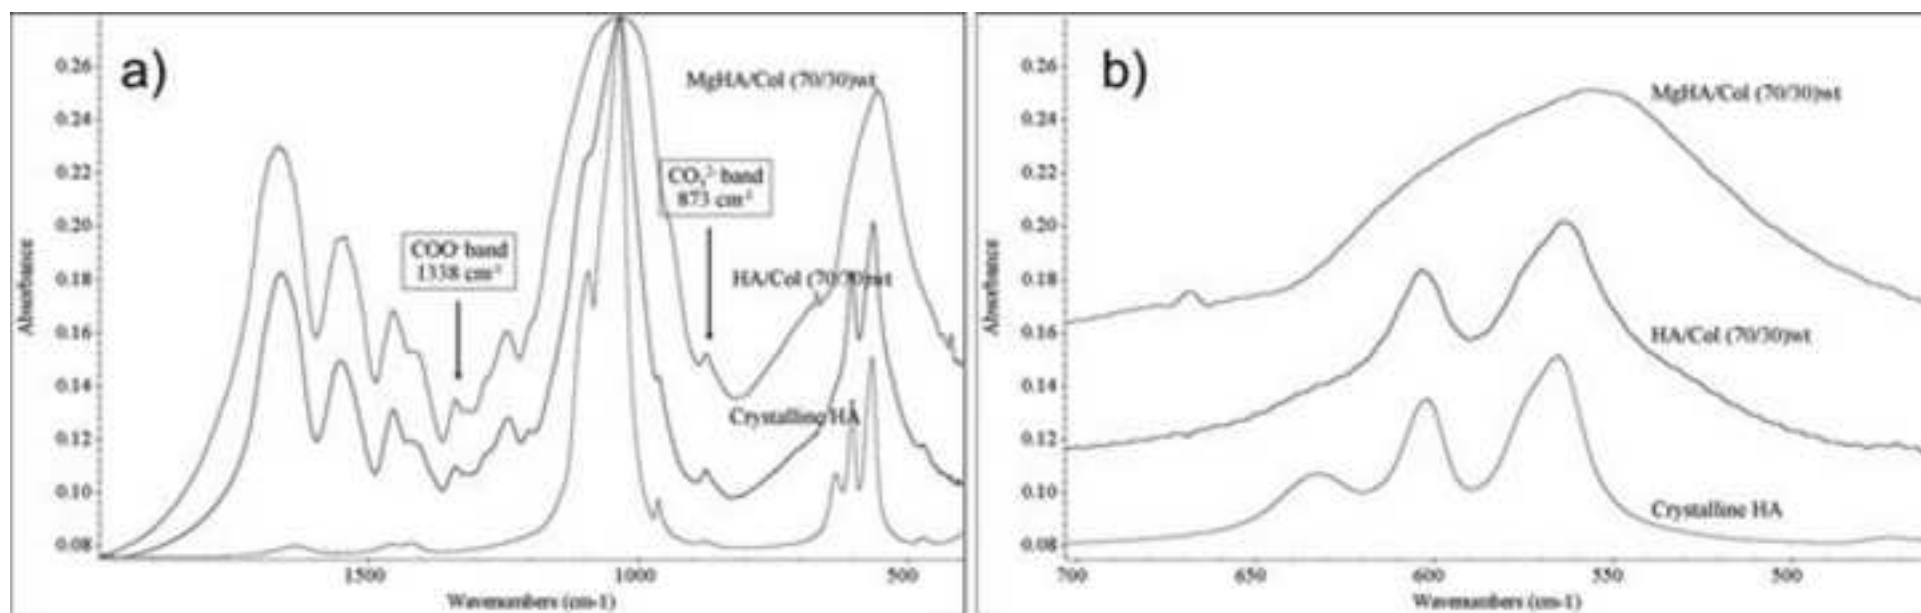 a)
0.26
0.24
0.22
0.20
0.18
0.16
0.14
0.12
0.10
0.08
Absorbance
MgHA/Col (70/30)wt
CO₃²⁻ band
873 cm⁻¹
COO⁻ band
1338 cm⁻¹
HA/Col (70/30)wt
Crystalline HA
1500
1000
500
Wavenumbers (cm-1)
b)
0.26
0.24
0.22
0.20
0.18
0.16
0.14
0.12
0.10
0.08
Absorbance
MgHA/Col (70/30)wt
HA/Col (70/30)wt
Crystalline HA
700
650
600
550
500
Wavenumbers (cm-1)